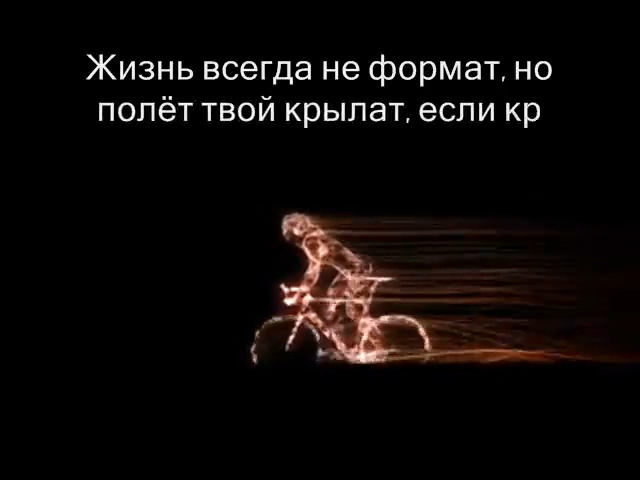 Жизнь всегда не формат, но
полёт твой крылат, если кр